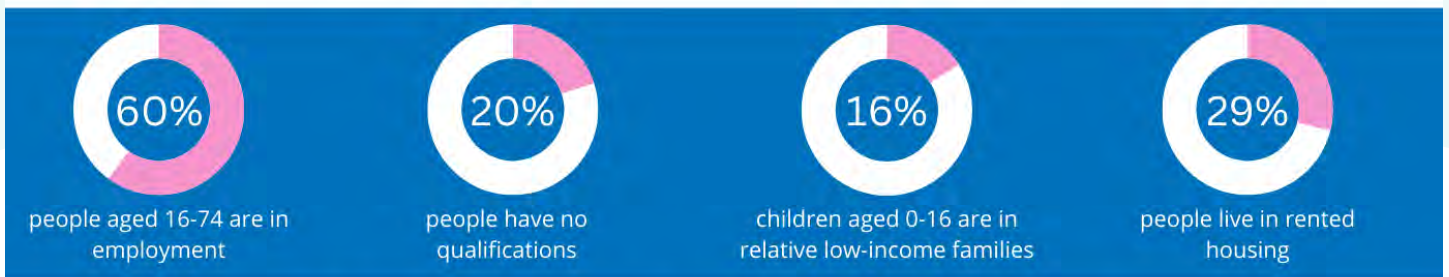 60%
people aged 16-74 are in
employment
20%
people have no
qualifications
16%
children aged 0-16 are in
relative low-income families
29%
people live in rented
housing